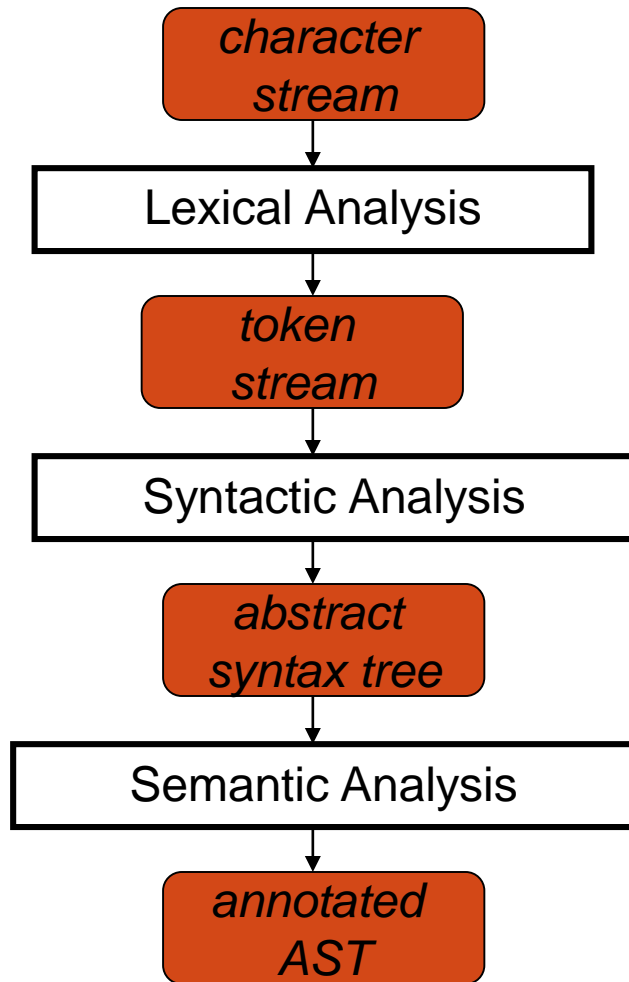 character
stream
Lexical Analysis
token
stream
Syntactic Analysis
abstract
syntax tree
Semantic Analysis
annotated
AST